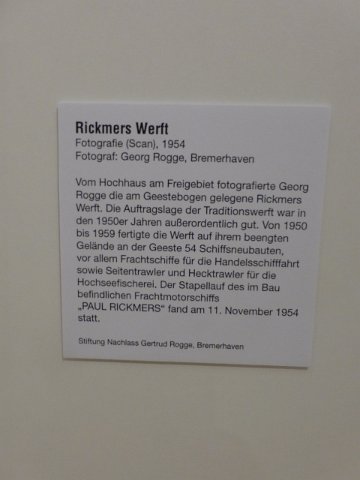 Rickmers Werft
Fotografie (Scan), 1954
Fotograf: Georg Rogge, Bremerhaven
Vom Hochhaus am Freigebiet fotografierte Georg
Rogge die am Geestebogen gelegene Rickmers
Werft. Die Auftragslage der Traditionswerft war in
den 1950er Jahren außerordentlich gut. Von 1950
bis 1959 fertigte die Werft auf ihrem beengten
Gelände an der Geeste 54 Schiffsneubauten,
vor allem Frachtschiffe für die Handelsschifffahrt
sowie Seitentrawler und Hecktrawler für die
Hochseefischerei. Der Stapellauf des im Bau
befindlichen Frachtmotorschiffs
„PAUL RICKMERS“ fand am 11. November 1954
statt.
Stiftung Nachlass Gertrud Rogge, Bremerhaven